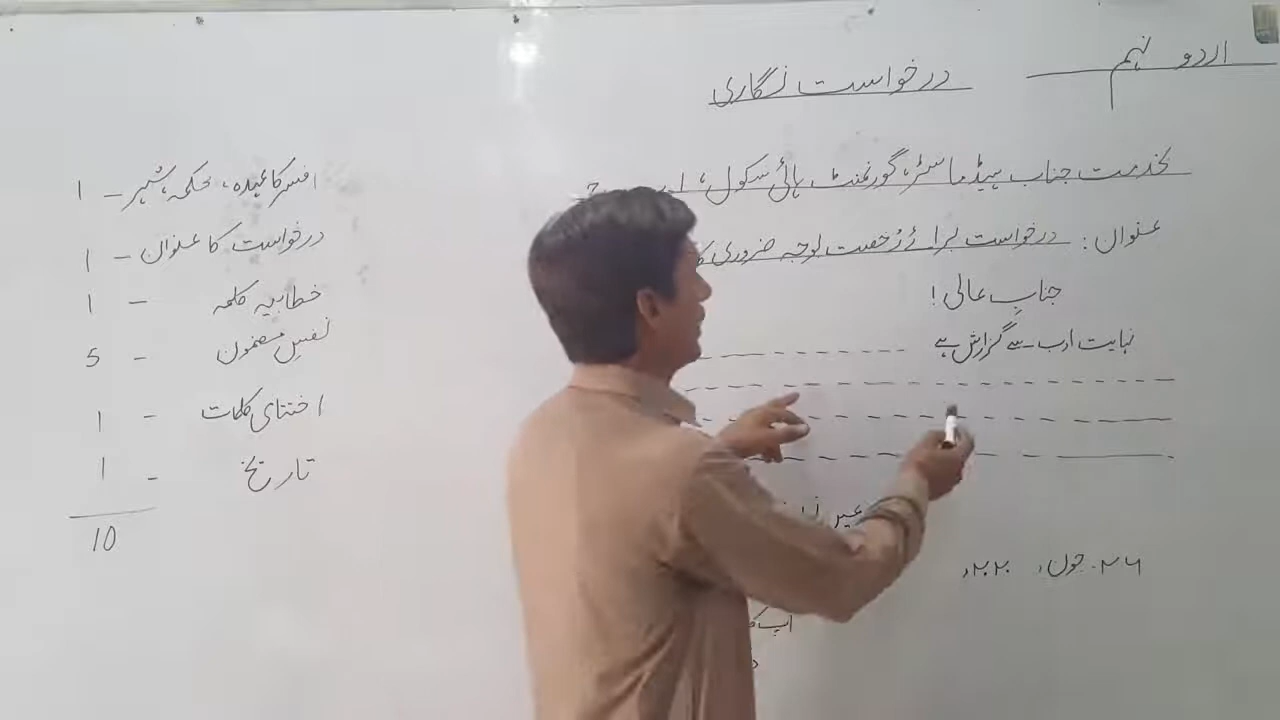 اردو نہم
درخواست نگاری
بخدمت جناب ہیڈ ماسٹر، گورنمنٹ ہائی سکول،
عنوان: درخواست برائے رُخصت بوجہ ضروری
جنابِ عالی!
نہایت ادب سے گزارش ہے
۲۶۔ جون، ۲۰۲۰ء
آپ
افسر کا عہدہ، محکمہ، شہر – 1
درخواست کا عنوان – 1
خطابیہ کلمہ – 1
نفسِ مضمون – 5
اختتامی کلمات – 1
تاریخ – 1
10